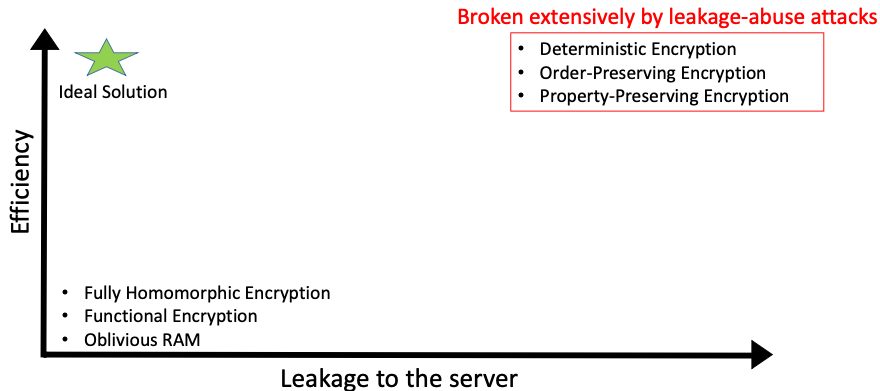 Broken extensively by leakage-abuse attacks
• Deterministic Encryption
• Order-Preserving Encryption
• Property-Preserving Encryption
Ideal Solution
Efficiency
• Fully Homomorphic Encryption
• Functional Encryption
• Oblivious RAM
Leakage to the server